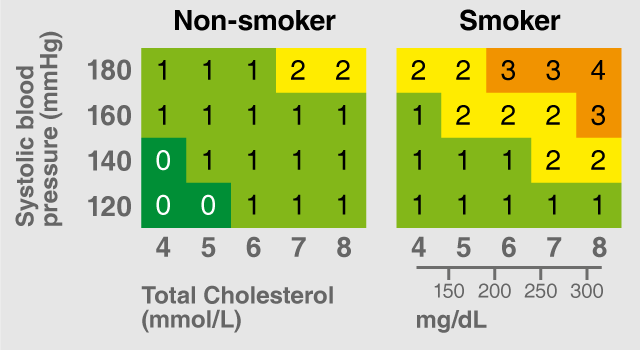 Non-smoker Smoker
Systolic blood
pressure (mmHg)
180 1 1 1 2 2 2 2 3 3 4
160 1 1 1 1 1 1 2 2 2 3
140 0 1 1 1 1 1 1 1 2 2
120 0 0 1 1 1 1 1 1 1 1
4 5 6 7 8 4 5 6 7 8
150 200 250 300
Total Cholesterol
(mmol/L) mg/dL